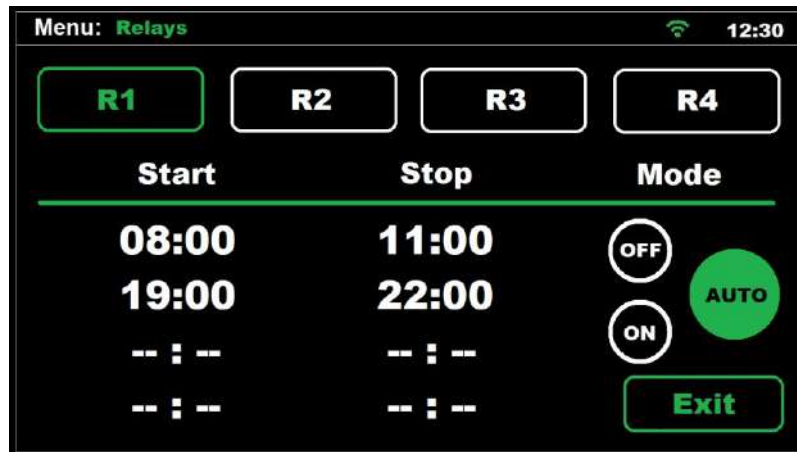 Menu: Relays 12:30
R1 R2 R3 R4
Start Stop Mode
08:00 11:00 OFF
19:00 22:00 AUTO
ON
-- : -- -- : --
-- : -- -- : -- Exit